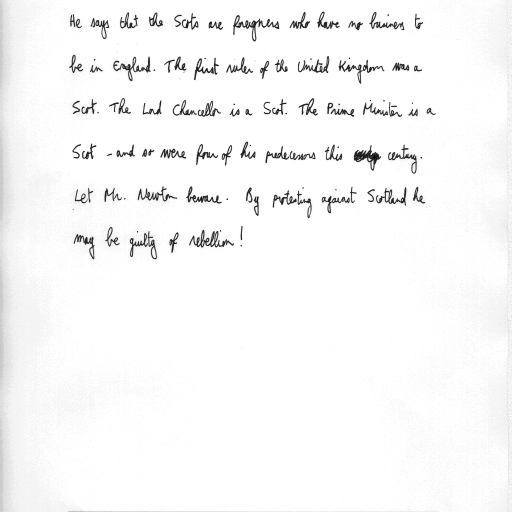 He says that the Scots are foreigners who have no business to
be in England. The first ruler of the United Kingdom was a
Scot. The Lord Chancellor is a Scot. The Prime Minister is a
Scot - and so were four of his predecessors this century.
Let Mr. Newton beware. By protesting against Scotland he
may be guilty of rebellion!